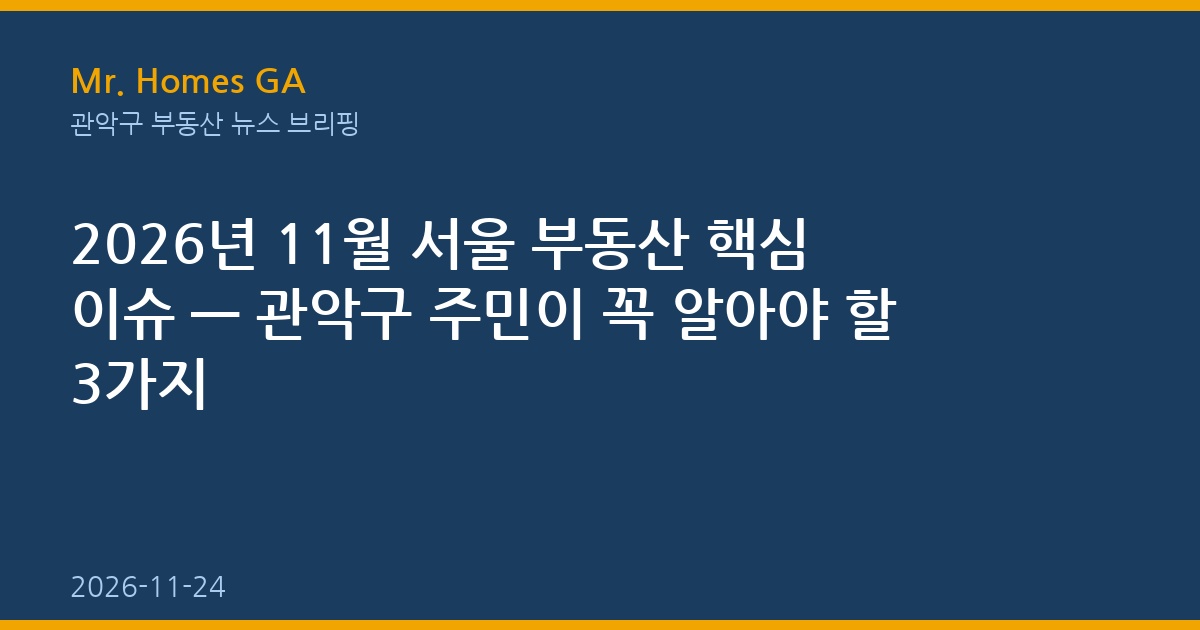 Mr. Homes GA
관악구 부동산 뉴스 브리핑
2026년 11월 서울 부동산 핵심
이슈 — 관악구 주민이 꼭 알아야 할
3가지
2026-11-24